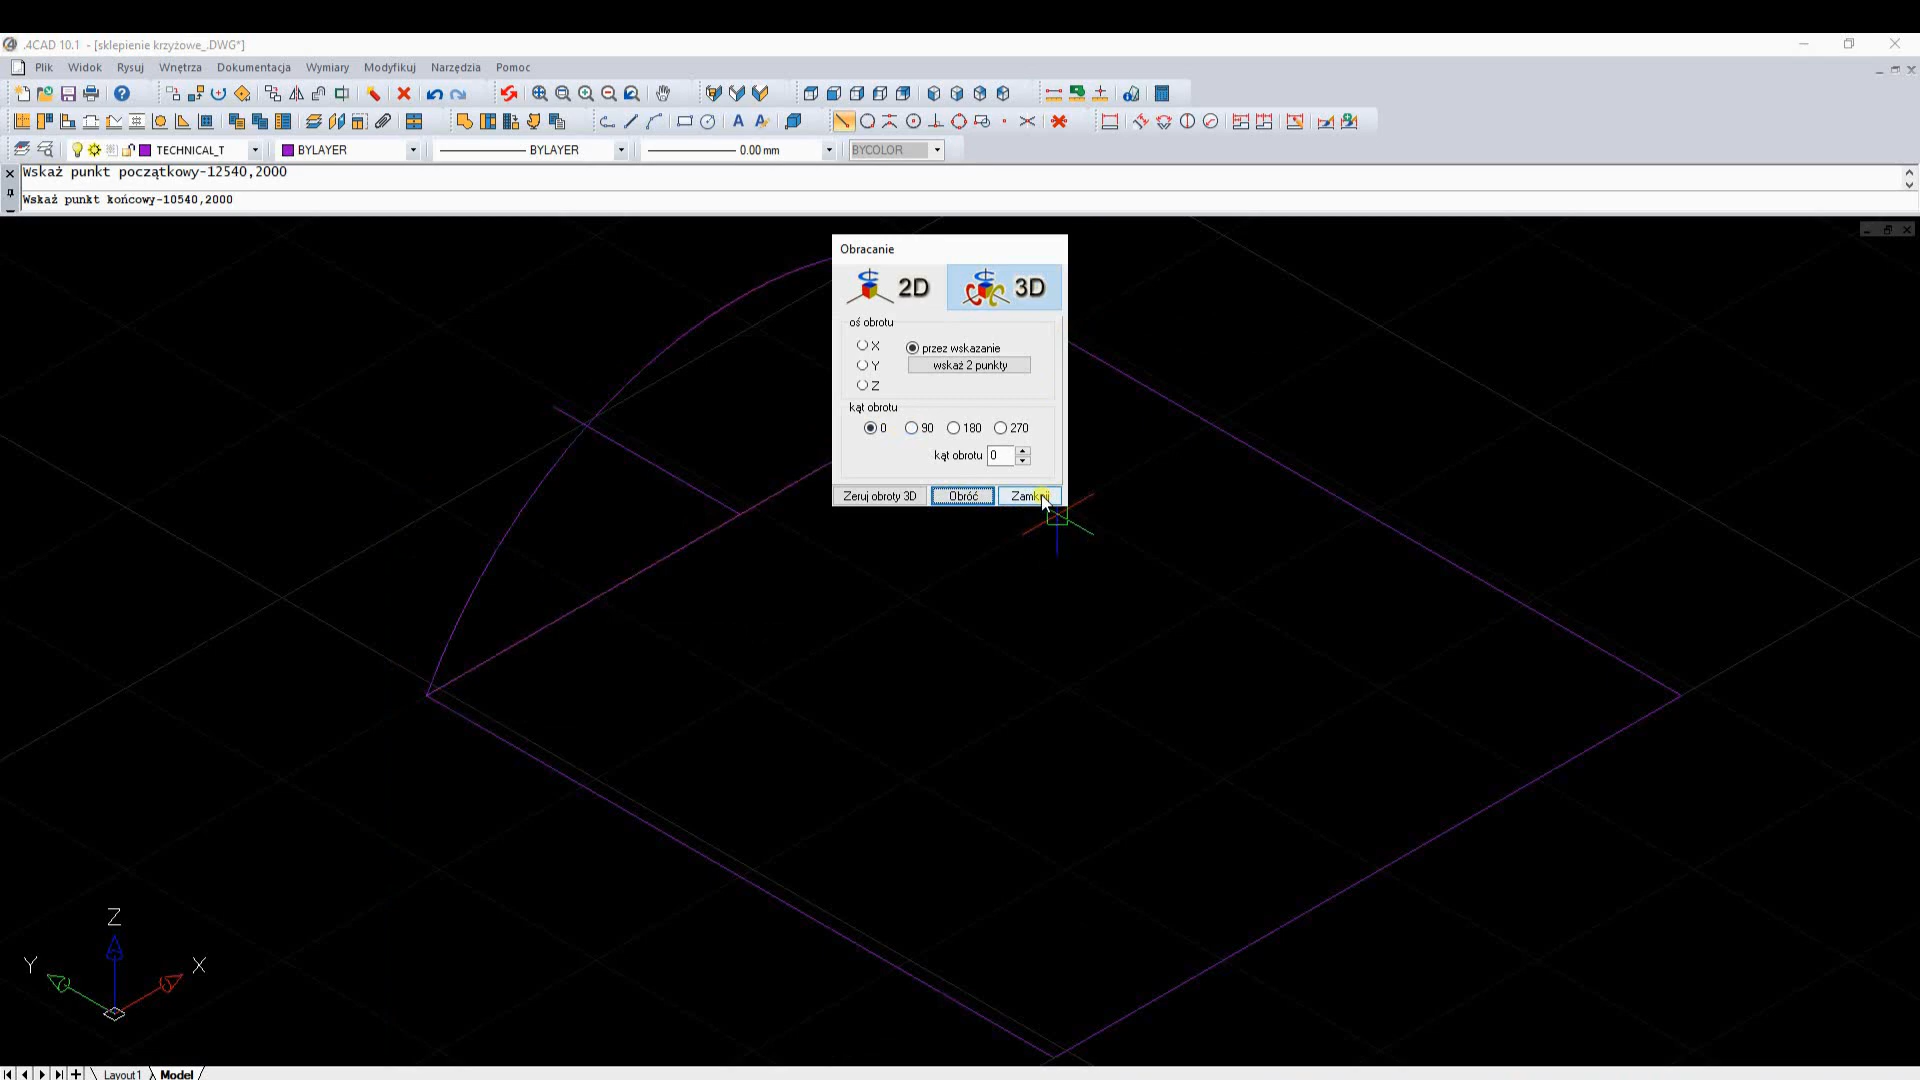 .4CAD 10.1 - [sklepienie krzyżowe_.DWG*]
Plik Widok Rysuj Wnętrza Dokumentacja Wymiary Modyfikuj Narzędzia Pomoc
TECHNICAL_T BYLAYER BYLAYER 0.00 mm BYCOLOR
Wskaż punkt początkowy-12540,2000
Wskaż punkt końcowy-10540,2000
Obracanie
2D 3D
oś obrotu
X przez wskazanie
Y wskaż 2 punkty
Z
kąt obrotu
0 90 180 270
kąt obrotu 0
Zeruj obroty 3D Obróć Zamknij
Z
Y X
Layout1 Model